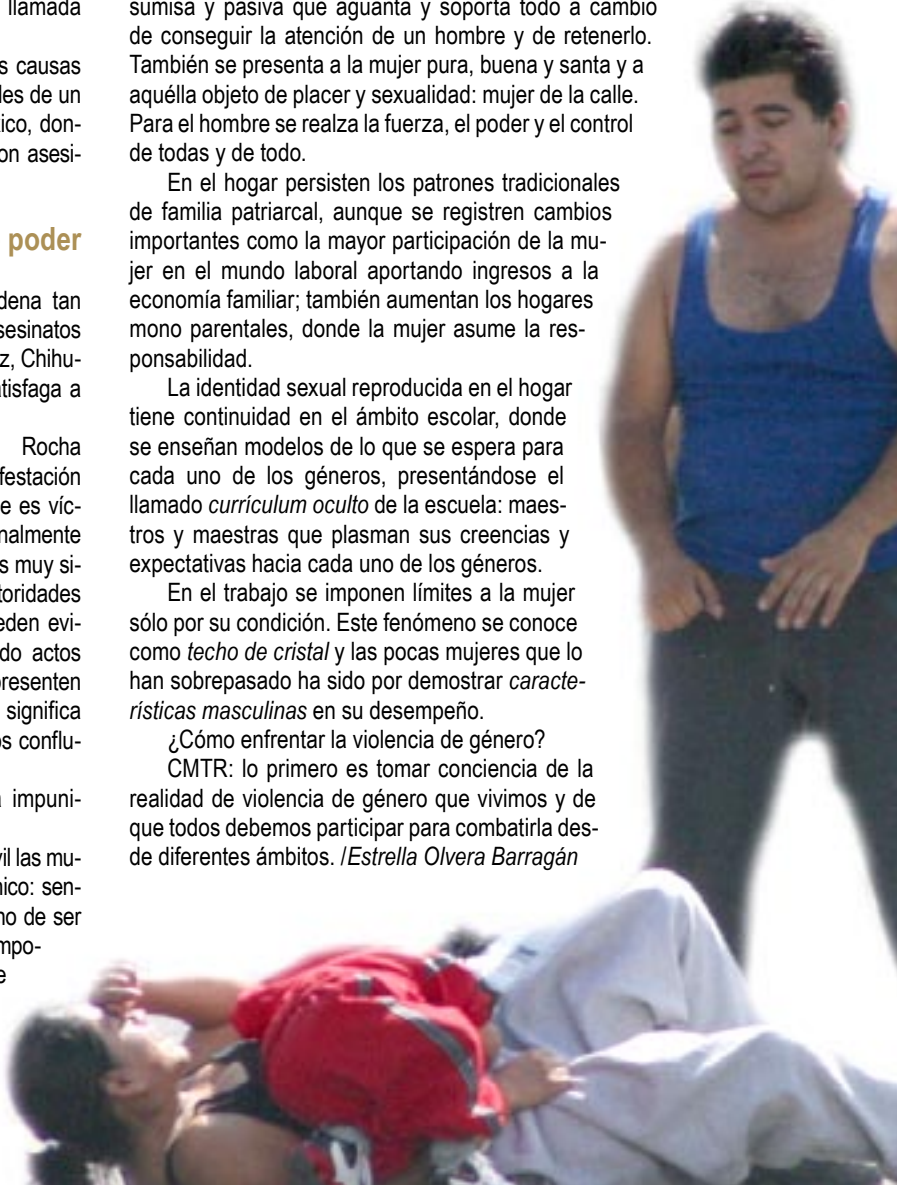 llamada
s causas
les de un
ico, don-
on asesi-
poder
dena tan
sesinatos
z, Chihu-
tisfaga a
Rocha
festación
e es víc-
nalmente
s muy si-
toridades
eden evi-
do actos
presenten
significa
os conflu-
a impuni-
vil las mu-
nico: sen-
no de ser
mpo-
e
sumisa y pasiva que aguanta y soporta todo a cambio
de conseguir la atención de un hombre y de retenerlo.
También se presenta a la mujer pura, buena y santa y a
aquélla objeto de placer y sexualidad: mujer de la calle.
Para el hombre se realza la fuerza, el poder y el control
de todas y de todo.
En el hogar persisten los patrones tradicionales
de familia patriarcal, aunque se registren cambios
importantes como la mayor participación de la mu-
jer en el mundo laboral aportando ingresos a la
economía familiar; también aumentan los hogares
mono parentales, donde la mujer asume la res-
ponsabilidad.
La identidad sexual reproducida en el hogar
tiene continuidad en el ámbito escolar, donde
se enseñan modelos de lo que se espera para
cada uno de los géneros, presentándose el
llamado currículum oculto de la escuela: maes-
tros y maestras que plasman sus creencias y
expectativas hacia cada uno de los géneros.
En el trabajo se imponen límites a la mujer
sólo por su condición. Este fenómeno se conoce
como techo de cristal y las pocas mujeres que lo
han sobrepasado ha sido por demostrar caracte-
rísticas masculinas en su desempeño.
¿Cómo enfrentar la violencia de género?
CMTR: lo primero es tomar conciencia de la
realidad de violencia de género que vivimos y de
que todos debemos participar para combatirla des-
de diferentes ámbitos. /Estrella Olvera Barragán